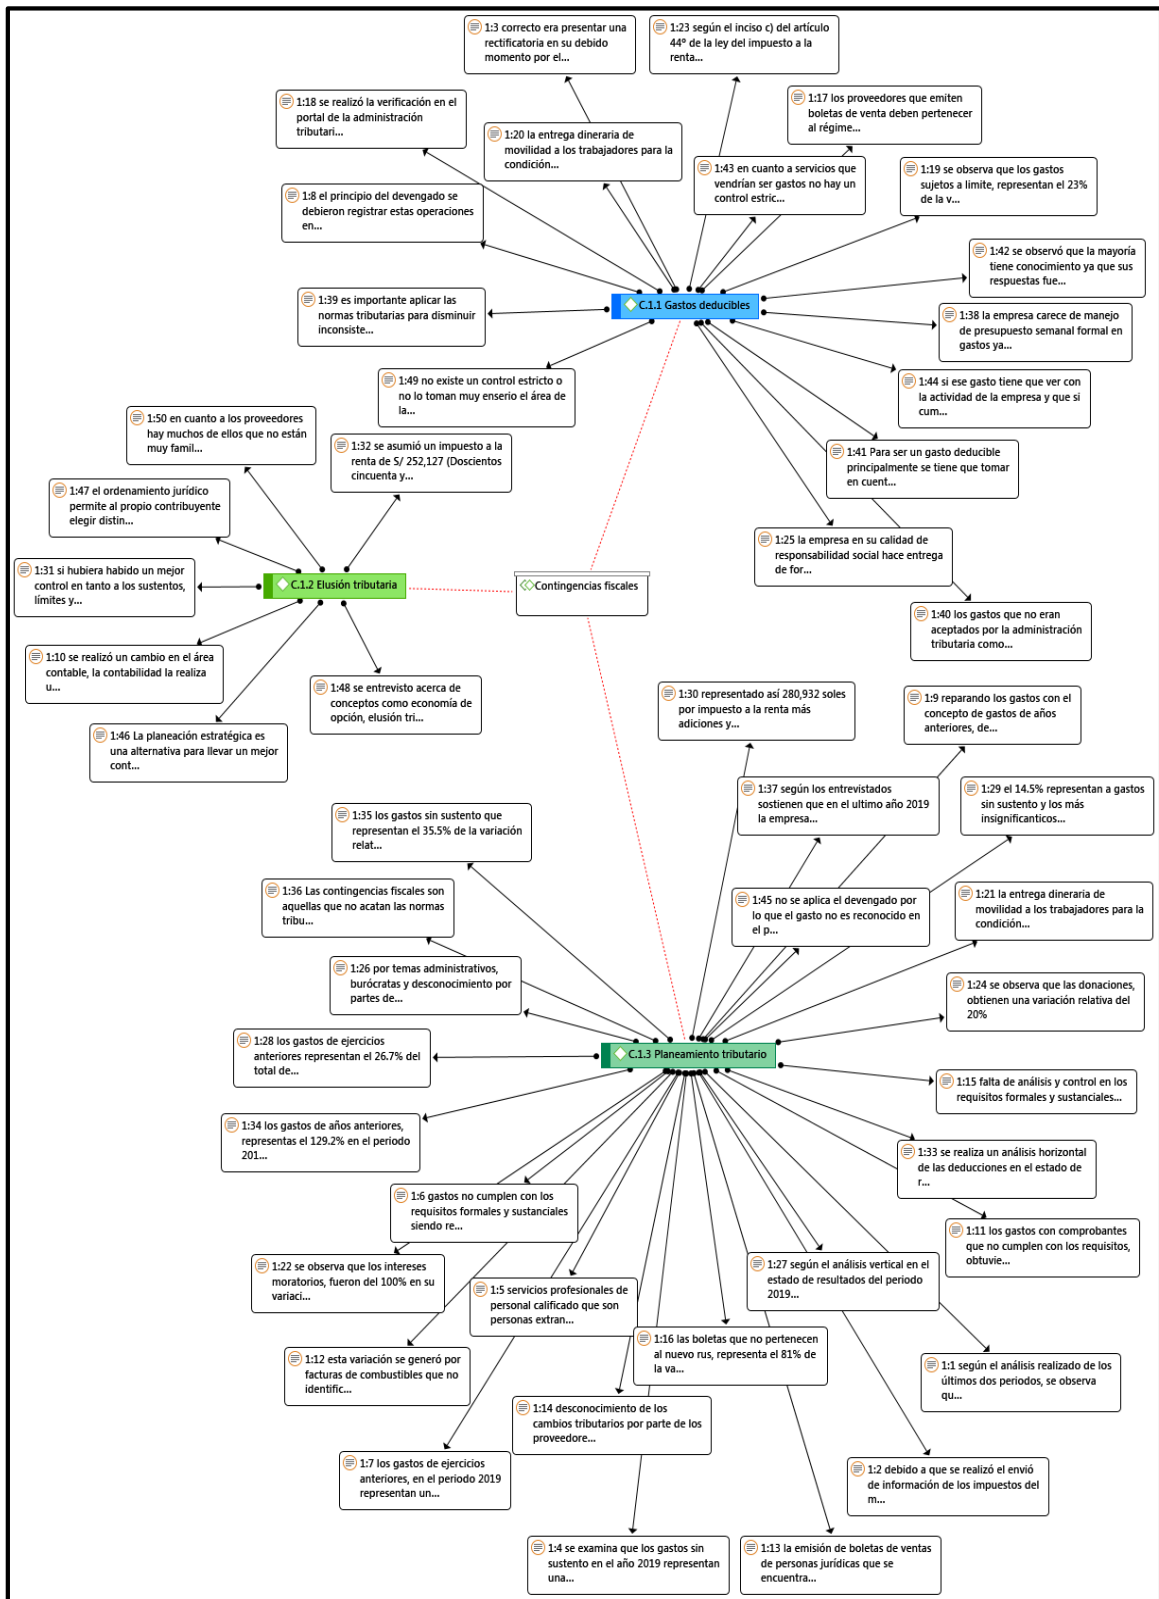 1:3 correcto era presentar una
rectificatoria en su debido
momento por el...
1:23 según el inciso c) del artículo
44º de la ley del impuesto a la
renta...
1:18 se realizó la verificación en el
portal de la administración
tributari...
1:20 la entrega dineraria de
movilidad a los trabajadores para la
condición...
1:17 los proveedores que emiten
boletas de venta deben pertenecer
al régime...
1:43 en cuanto a servicios que
vendrían ser gastos no hay un
control estric...
1:19 se observa que los gastos
sujetos a limite, representan el 23%
de la v...
1:8 el principio del devengado se
debieron registrar estas operaciones
en...
1:42 se observó que la mayoría
tiene conocimiento ya que sus
respuestas fue...
1:39 es importante aplicar las
normas tributarias para disminuir
inconsiste...
C.1.1 Gastos deducibles
1:38 la empresa carece de manejo
de presupuesto semanal formal en
gastos ya...
1:49 no existe un control estricto o
no lo toman muy enserio el área de
la...
1:44 si ese gasto tiene que ver con
la actividad de la empresa y que si
cum...
1:50 en cuanto a los proveedores
hay muchos de ellos que no están
muy famil...
1:32 se asumió un impuesto a la
renta de S/ 252,127 (Doscientos
cincuenta y...
1:41 Para ser un gasto deducible
principalmente se tiene que tomar
en cuent...
1:47 el ordenamiento jurídico
permite al propio contribuyente
elegir distin...
1:25 la empresa en su calidad de
responsabilidad social hace entrega
de for...
1:31 si hubiera habido un mejor
control en tanto a los sustentos,
límites y...
C.1.2 Elusión tributaria
Contingencias fiscales
1:40 los gastos que no eran
aceptados por la administración
tributaria como...
1:10 se realizó un cambio en el área
contable, la contabilidad la realiza
u...
1:48 se entrevisto acerca de
conceptos como economía de
opción, elusión tri...
1:46 La planeación estratégica es
una alternativa para llevar un mejor
cont...
1:30 representado así 280,932 soles
por impuesto a la renta más
adiciones y...
1:9 reparando los gastos con el
concepto de gastos de años
anteriores, de...
1:37 según los entrevistados
sostienen que en el ultimo año 2019
la empresa...
1:29 el 14.5% representan a gastos
sin sustento y los más
insignificanticos...
1:35 los gastos sin sustento que
representan el 35.5% de la variación
relat...
1:36 Las contingencias fiscales son
aquellas que no acatan las normas
tribu...
1:45 no se aplica el devengado por
lo que el gasto no es reconocido en
el p...
1:21 la entrega dineraria de
movilidad a los trabajadores para la
condición...
1:26 por temas administrativos,
burócratas y desconocimiento por
partes de...
1:24 se observa que las donaciones,
obtienen una variación relativa del
20%
1:28 los gastos de ejercicios
anteriores representan el 26.7% del
total de...
C.1.3 Planeamiento tributario
1:15 falta de análisis y control en los
requisitos formales y sustanciales...
1:34 los gastos de años anteriores,
representas el 129.2% en el periodo
201...
1:33 se realiza un análisis horizontal
de las deducciones en el estado de
r...
1:6 gastos no cumplen con los
requisitos formales y sustanciales
siendo re...
1:11 los gastos con comprobantes
que no cumplen con los requisitos,
obtuvie...
1:22 se observa que los intereses
moratorios, fueron del 100% en su
variaci...
1:5 servicios profesionales de
personal calificado que son
personas extran...
1:27 según el análisis vertical en el
estado de resultados del periodo
2019...
1:12 esta variación se generó por
facturas de combustibles que no
identific...
1:16 las boletas que no pertenecen
al nuevo rus, representa el 81% de
la va...
1:1 según el análisis realizado de los
últimos dos periodos, se observa
qu...
1:14 desconocimiento de los
cambios tributarios por parte de los
proveedore...
1:7 los gastos de ejercicios
anteriores, en el periodo 2019
representan un...
1:2 debido a que se realizó el envió
de información de los impuestos del
m...
1:4 se examina que los gastos sin
sustento en el año 2019 representan
una...
1:13 la emisión de boletas de ventas
de personas jurídicas que se
encuentra...